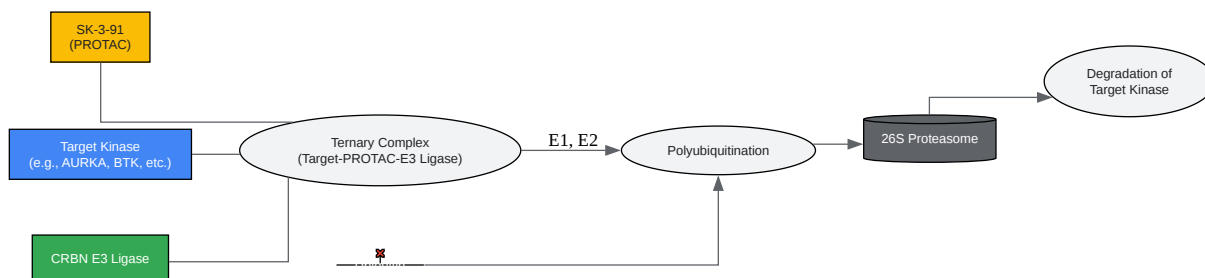 SK-3-91
(PROTAC)
Target Kinase
(e.g., AURKA, BTK, etc.)
CRBN E3 Ligase
Ternary Complex
(Target-PROTAC-E3 Ligase)
E1, E2
Polyubiquitination
26S Proteasome
Degradation of
Target Kinase